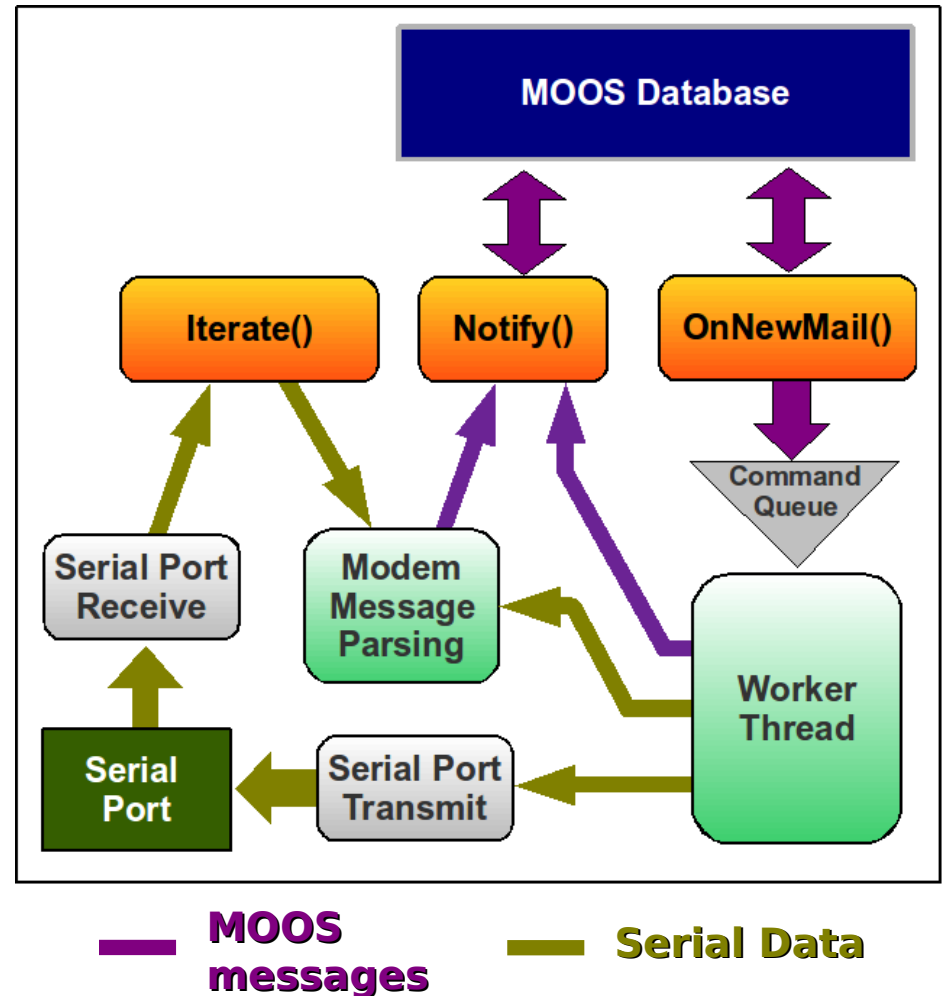 MOOS Database
Iterate()
Notify()
OnNewMail()
Command
Queue
Serial Port
Receive
Modem
Message
Parsing
Worker
Thread
Serial
Port
Serial Port
Transmit
MOOS
messages
Serial Data